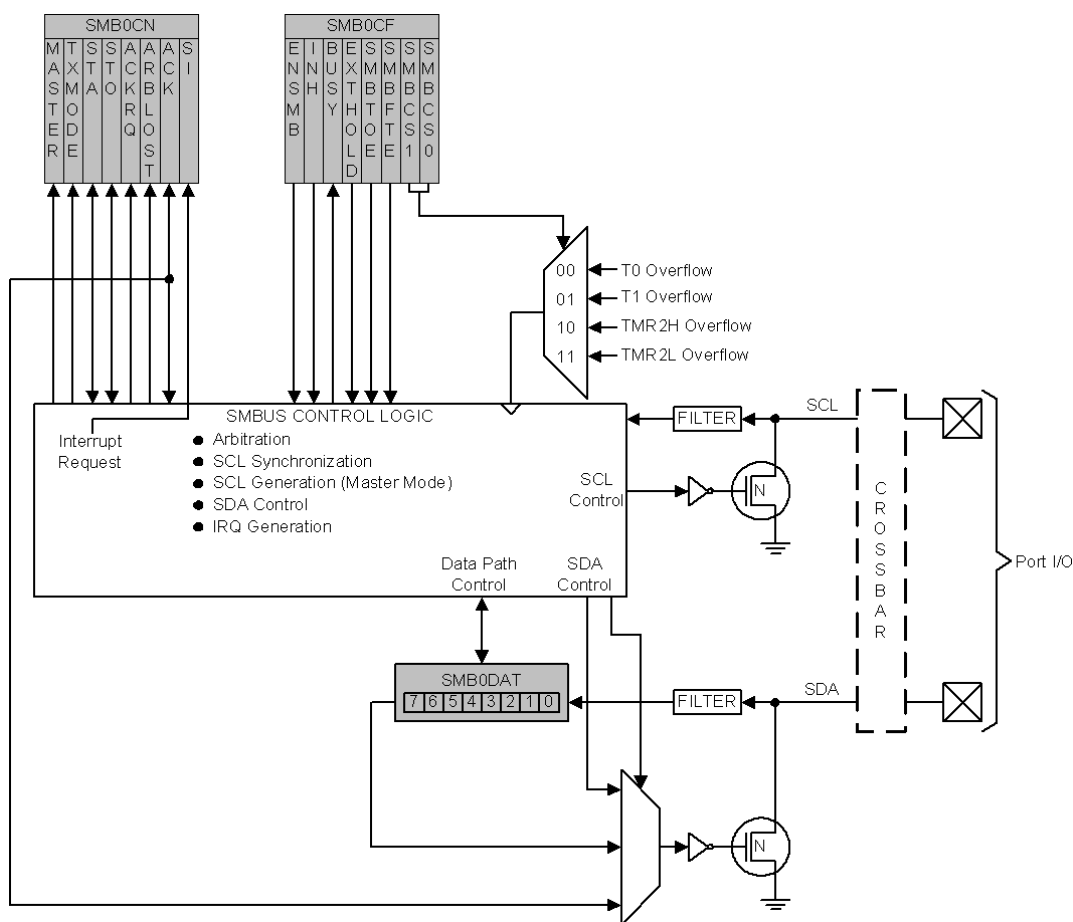 SMB0CN
MASTER
TXMODE
STA
STO
ACKRQ
ARBLOST
ACK
SI
SMB0CF
ENSMB
INH
BUSY
EXTHOLD
SMBTOE
SMBFTE
SMBCS1
SMBCS0
00
T0 Overflow
01
T1 Overflow
10
TMR2H Overflow
11
TMR2L Overflow
SMBUS CONTROL LOGIC
Interrupt
Request
● Arbitration
● SCL Synchronization
● SCL Generation (Master Mode)
● SDA Control
● IRQ Generation
SCL
Control
Data Path
Control
SDA
Control
FILTER
SCL
N
CROSSBAR
Port I/O
SMB0DAT
7 6 5 4 3 2 1 0
FILTER
SDA
N